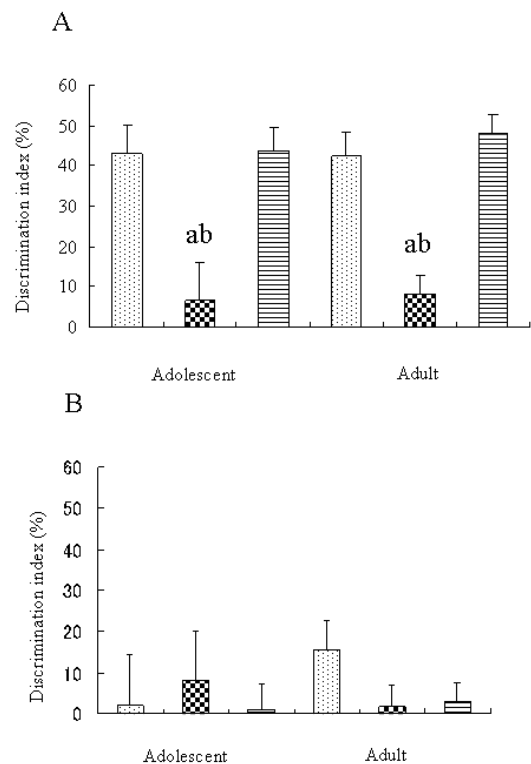 A
Discrimination index (%)
60
50
40
30
20
10
0
ab
ab
Adolescent
Adult
B
Discrimination index (%)
60
50
40
30
20
10
0
Adolescent
Adult